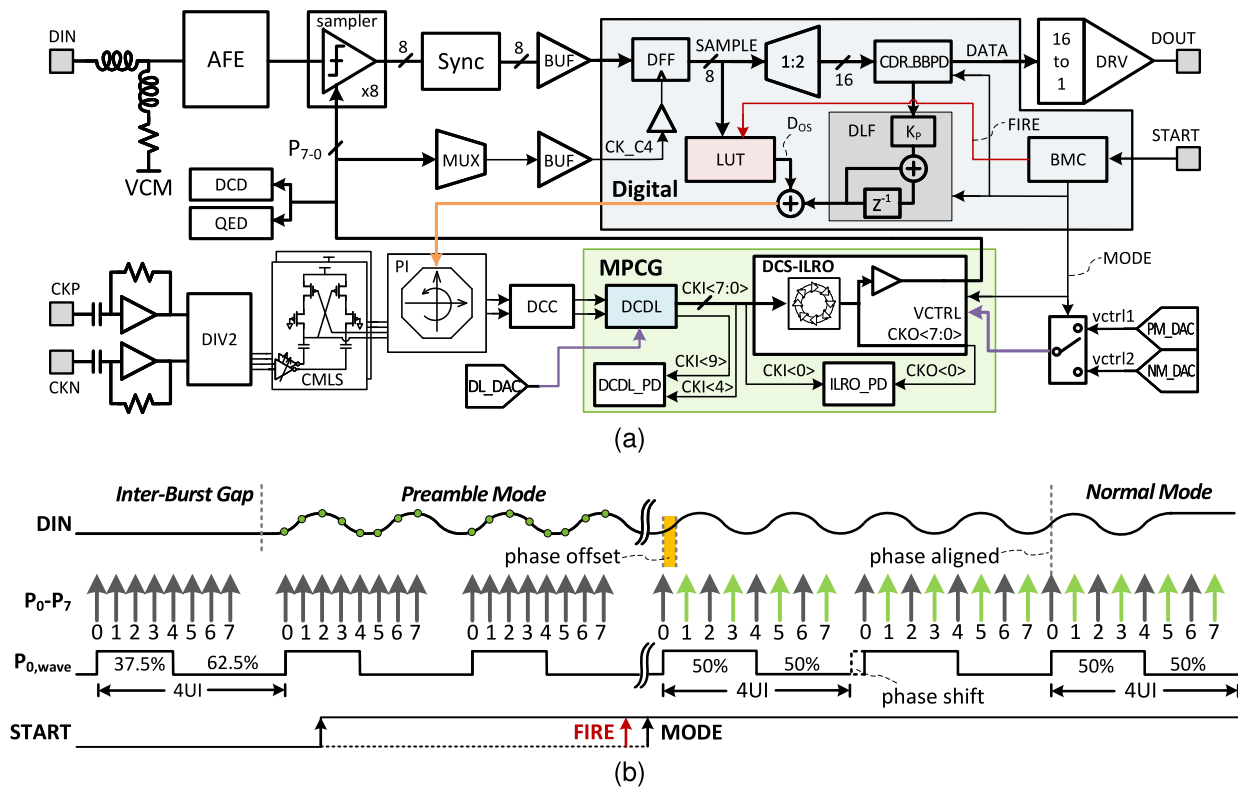 DIN
AFE
sampler
x8
8
Sync
8
BUF
DFF
SAMPLE
8
1:2
16
CDR_BBPD
DATA
16
to
1
DRV
DOUT
VCM
P7-0
MUX
BUF
CK_C4
LUT
DOS
DLF
KP
Z-1
FIRE
BMC
START
Digital
DCD
QED
MODE
CKP
CKN
DIV2
CMLS
PI
DCC
MPCG
DCDL
CKI<7:0>
DCS-ILRO
VCTRL
CKO<7:0>
vctrl1
PM_DAC
vctrl2
NM_DAC
DL_DAC
DCDL_PD
CKI<9>
CKI<4>
CKI<0>
ILRO_PD
CKO<0>
(a)
Inter-Burst Gap
Preamble Mode
Normal Mode
DIN
phase offset
phase aligned
P0-P7
0 1 2 3 4 5 6 7
0 1 2 3 4 5 6 7
0 1 2 3 4 5 6 7
0 1 2 3 4 5 6 7
0 1 2 3 4 5 6 7
0 1 2 3 4 5 6 7
P0,wave
37.5%
62.5%
50%
50%
50%
50%
4UI
4UI
phase shift
4UI
START
FIRE
MODE
(b)